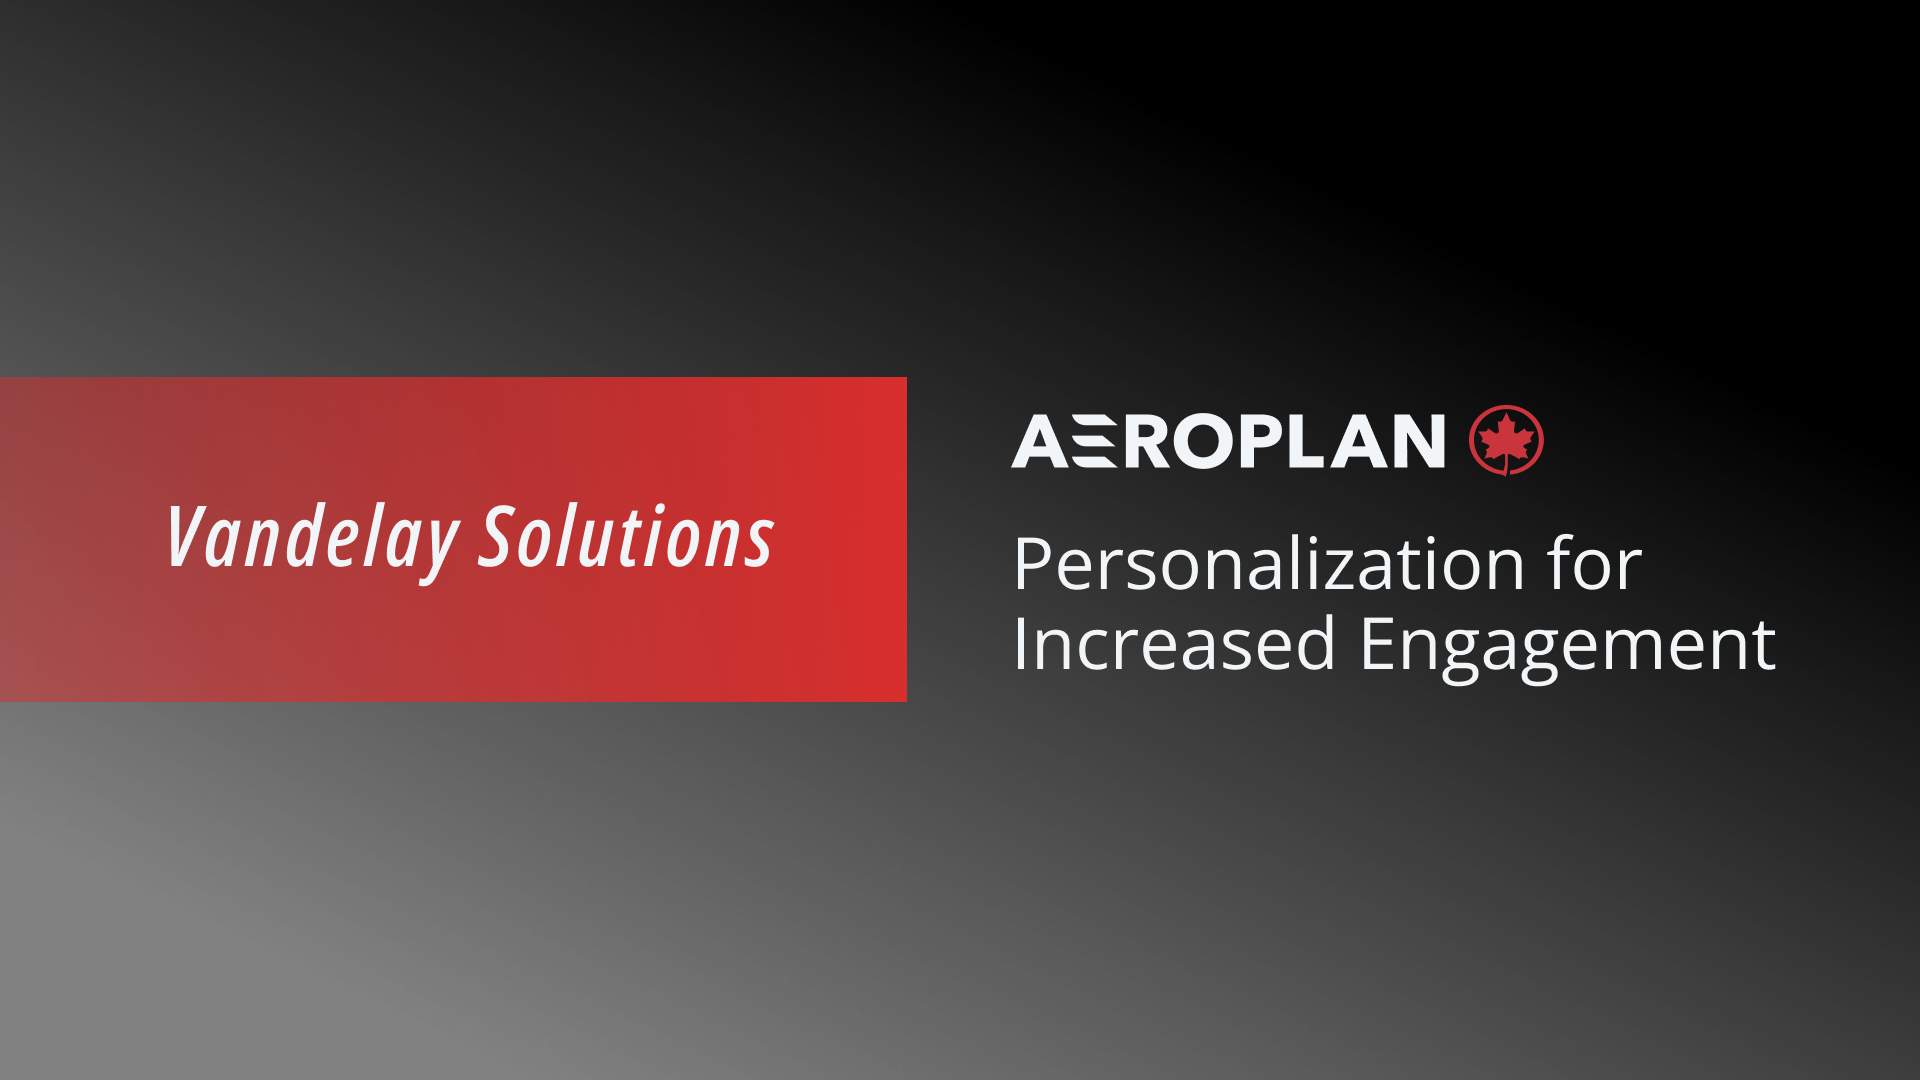 Vandelay Solutions
AEROPLAN
Personalization for
Increased Engagement